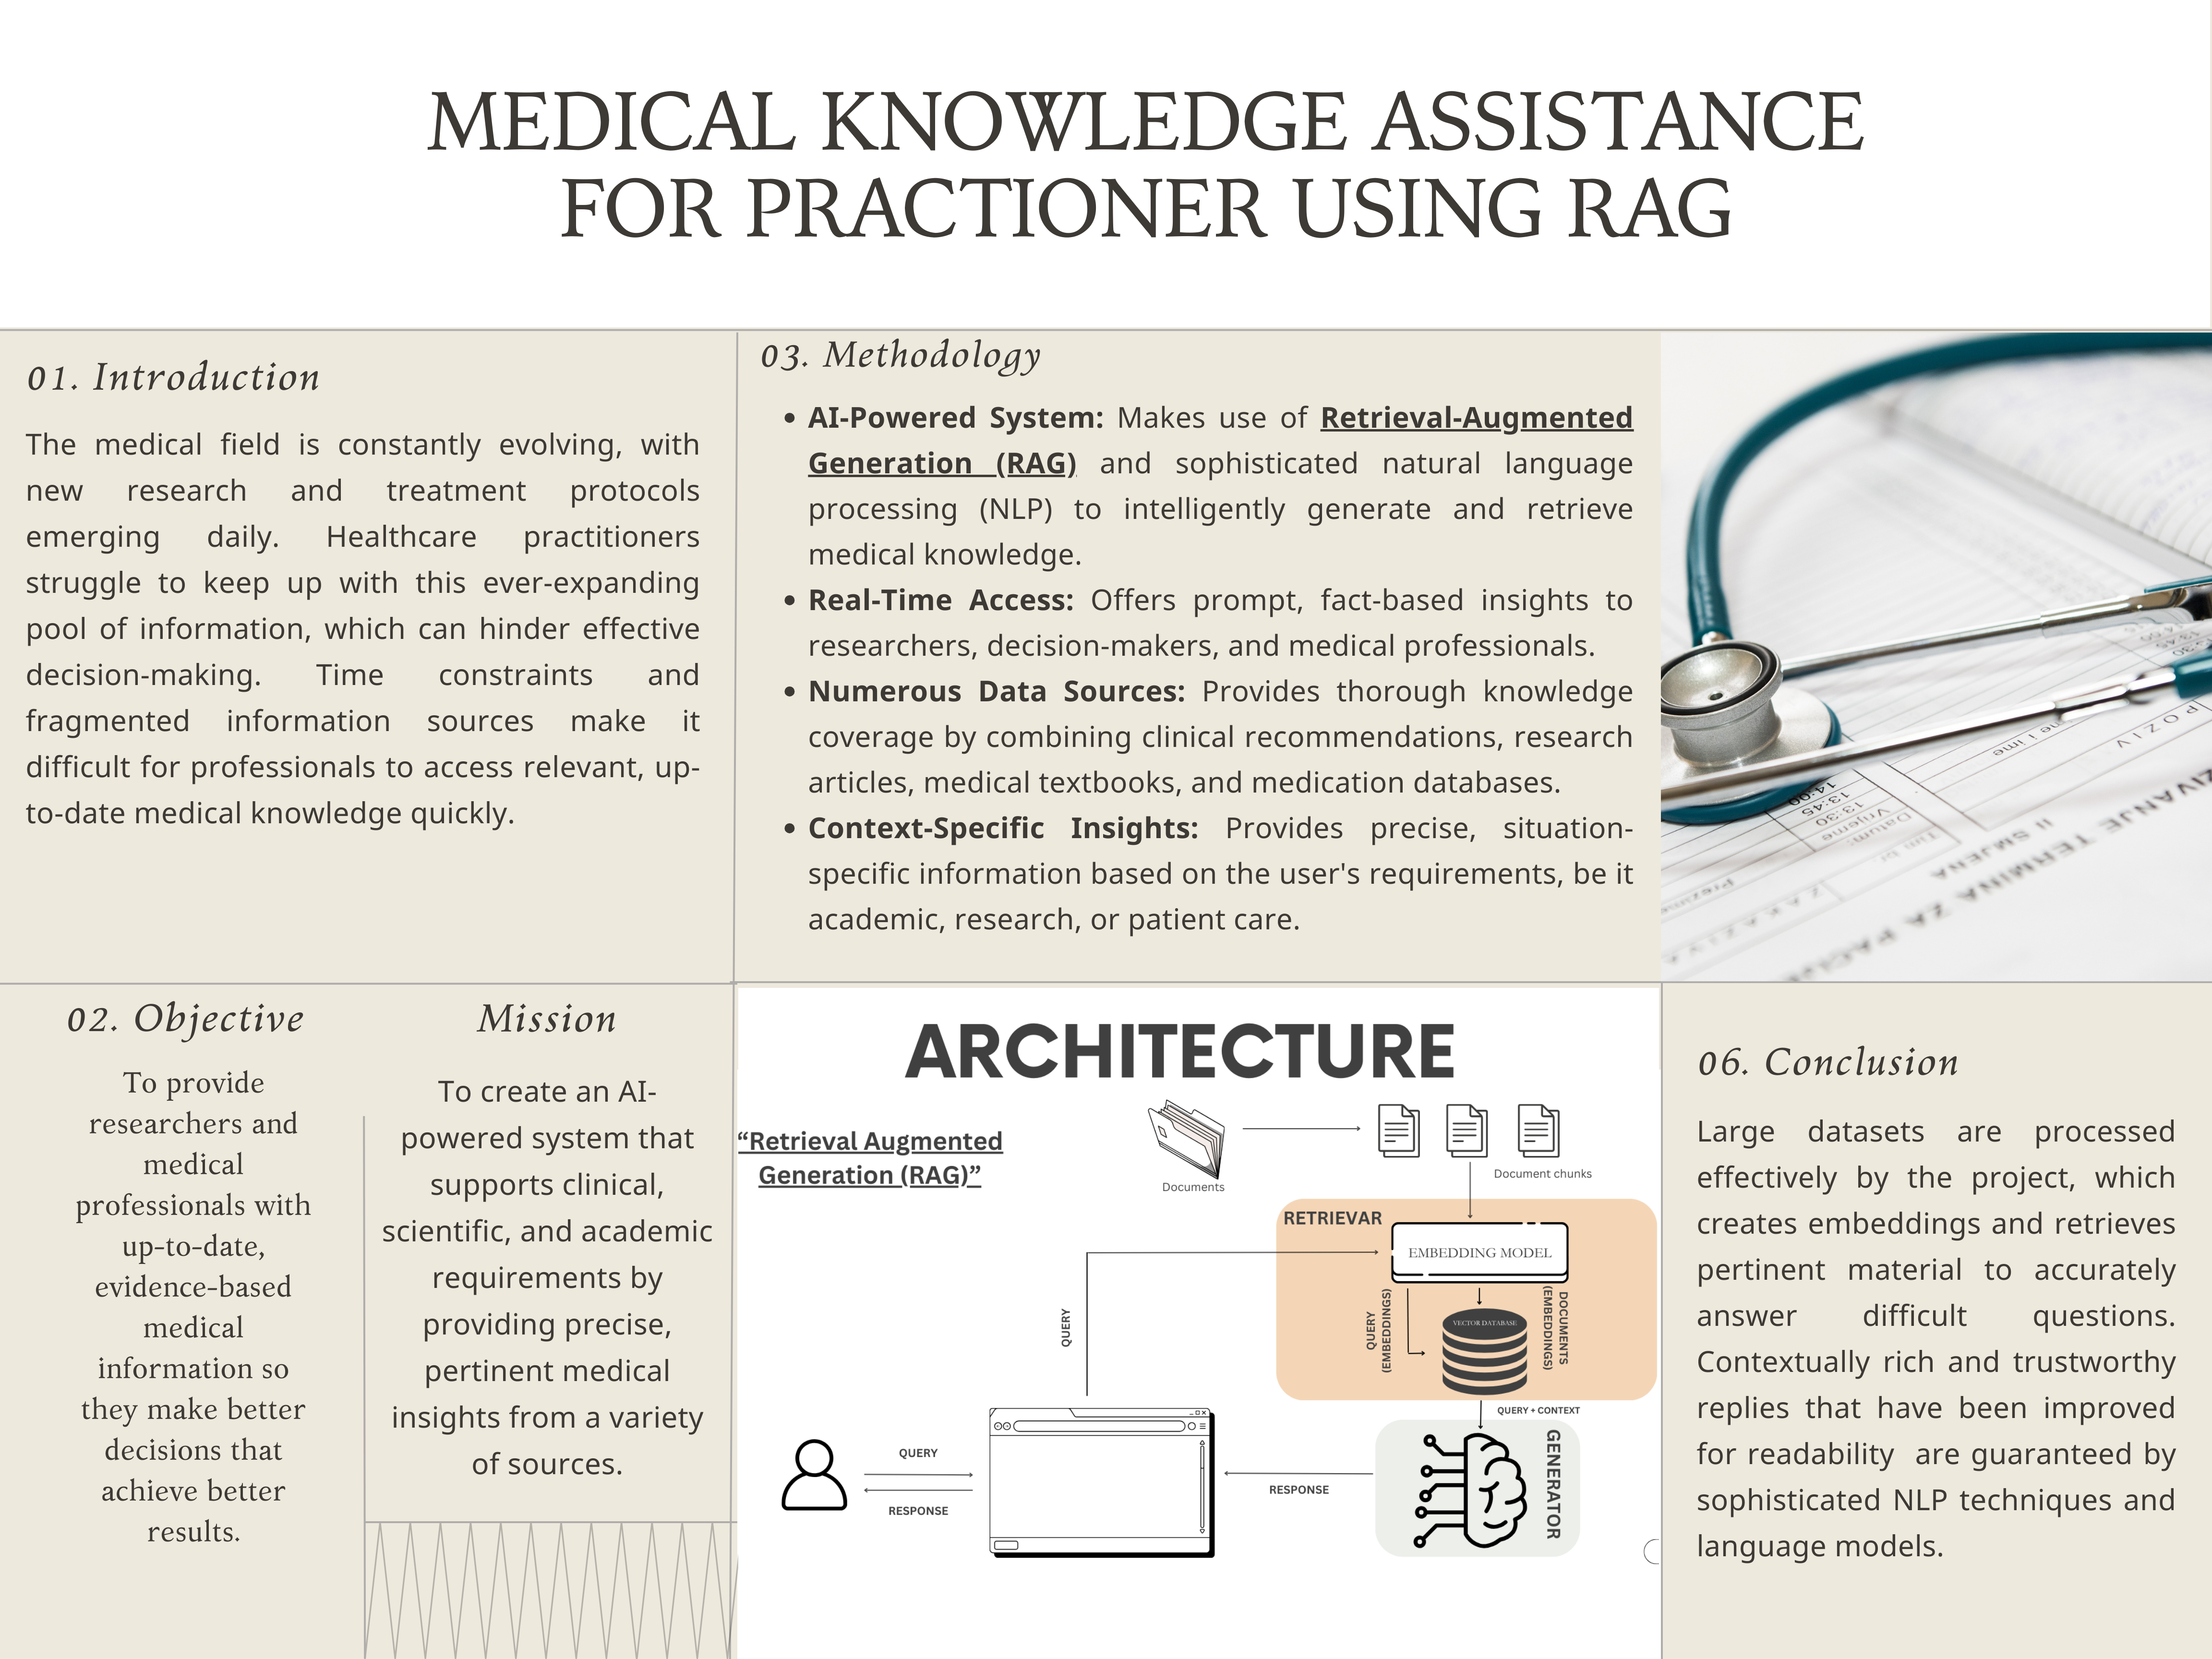 MEDICAL KNOWLEDGE ASSISTANCE
FOR PRACTIONER USING RAG
01. Introduction
The medical field is constantly evolving, with
new research and treatment protocols
emerging daily. Healthcare practitioners
struggle to keep up with this ever-expanding
pool of information, which can hinder effective
decision-making. Time constraints and
fragmented information sources make it
difficult for professionals to access relevant, up-
to-date medical knowledge quickly.
03. Methodology
• AI-Powered System: Makes use of Retrieval-Augmented
Generation (RAG) and sophisticated natural language
processing (NLP) to intelligently generate and retrieve
medical knowledge.
• Real-Time Access: Offers prompt, fact-based insights to
researchers, decision-makers, and medical professionals.
• Numerous Data Sources: Provides thorough knowledge
coverage by combining clinical recommendations, research
articles, medical textbooks, and medication databases.
• Context-Specific Insights: Provides precise, situation-
specific information based on the user's requirements, be it
academic, research, or patient care.
14:00
13:45
13:30
Vrijeme
Datum:
POZIV
II SMJENA
TERMINA ZA
02. Objective
To provide
researchers and
medical
professionals with
up-to-date,
evidence-based
medical
information so
they make better
decisions that
achieve better
results.
Mission
To create an AI-
powered system that
supports clinical,
scientific, and academic
requirements by
providing precise,
pertinent medical
insights from a variety
of sources.
ARCHITECTURE
“Retrieval Augmented
Generation (RAG)”
Documents
Document chunks
RETRIEVAR
EMBEDDING MODEL
QUERY
QUERY
(EMBEDDINGS)
VECTOR DATABASE
DOCUMENTS
(EMBEDDINGS)
QUERY + CONTEXT
GENERATOR
QUERY
RESPONSE
RESPONSE
06. Conclusion
Large datasets are processed
effectively by the project, which
creates embeddings and retrieves
pertinent material to accurately
answer difficult questions.
Contextually rich and trustworthy
replies that have been improved
for readability are guaranteed by
sophisticated NLP techniques and
language models.